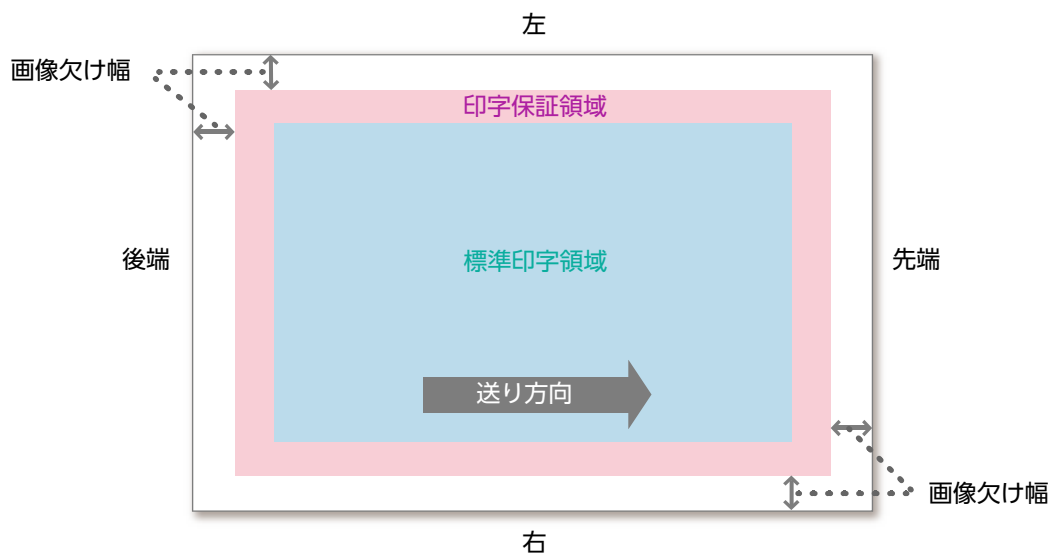 左
画像欠け幅
印字保証領域
後端
標準印字領域
先端
送り方向
画像欠け幅
右